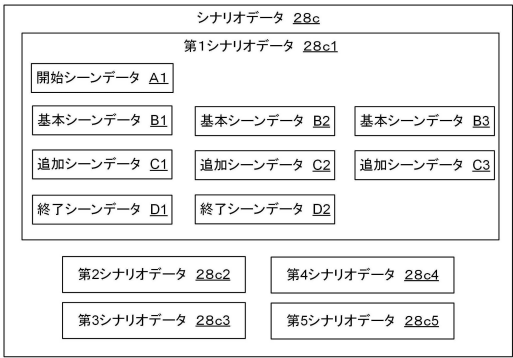 シナリオデータ 28c
第1シナリオデータ 28c1
開始シーンデータ A1
基本シーンデータ B1 基本シーンデータ B2 基本シーンデータ B3
追加シーンデータ C1 追加シーンデータ C2 追加シーンデータ C3
終了シーンデータ D1 終了シーンデータ D2
第2シナリオデータ 28c2 第4シナリオデータ 28c4
第3シナリオデータ 28c3 第5シナリオデータ 28c5